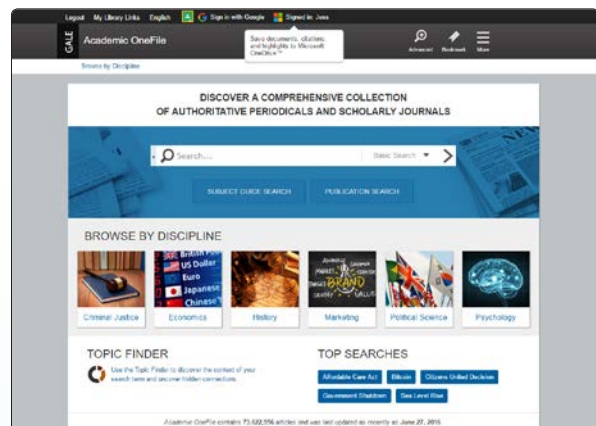 Logout My Library Links English Sign in with Google Signed in: Jess
GALE
Academic OneFile
Save documents, citations,
and highlights to Microsoft
OneDrive™
Advanced Bookmark More
Browse by Discipline
DISCOVER A COMPREHENSIVE COLLECTION
OF AUTHORITATIVE PERIODICALS AND SCHOLARLY JOURNALS
Search... Basic Search
SUBJECT GUIDE SEARCH PUBLICATION SEARCH
NEW
BROWSE BY DISCIPLINE
British
US Dollar
Euro
Japanese
Chinese
BRAND
Criminal Justice Economics History Marketing Political Science Psychology
TOPIC FINDER
Use the Topic Finder to discover the context of your
search term and uncover hidden connections.
TOP SEARCHES
Affordable Care Act Bitcoin Citizens United Decision
Government Shutdown Sea Level Rise
Academic OneFile contains 73,622,556 articles and was last updated as recently as June 27, 2016